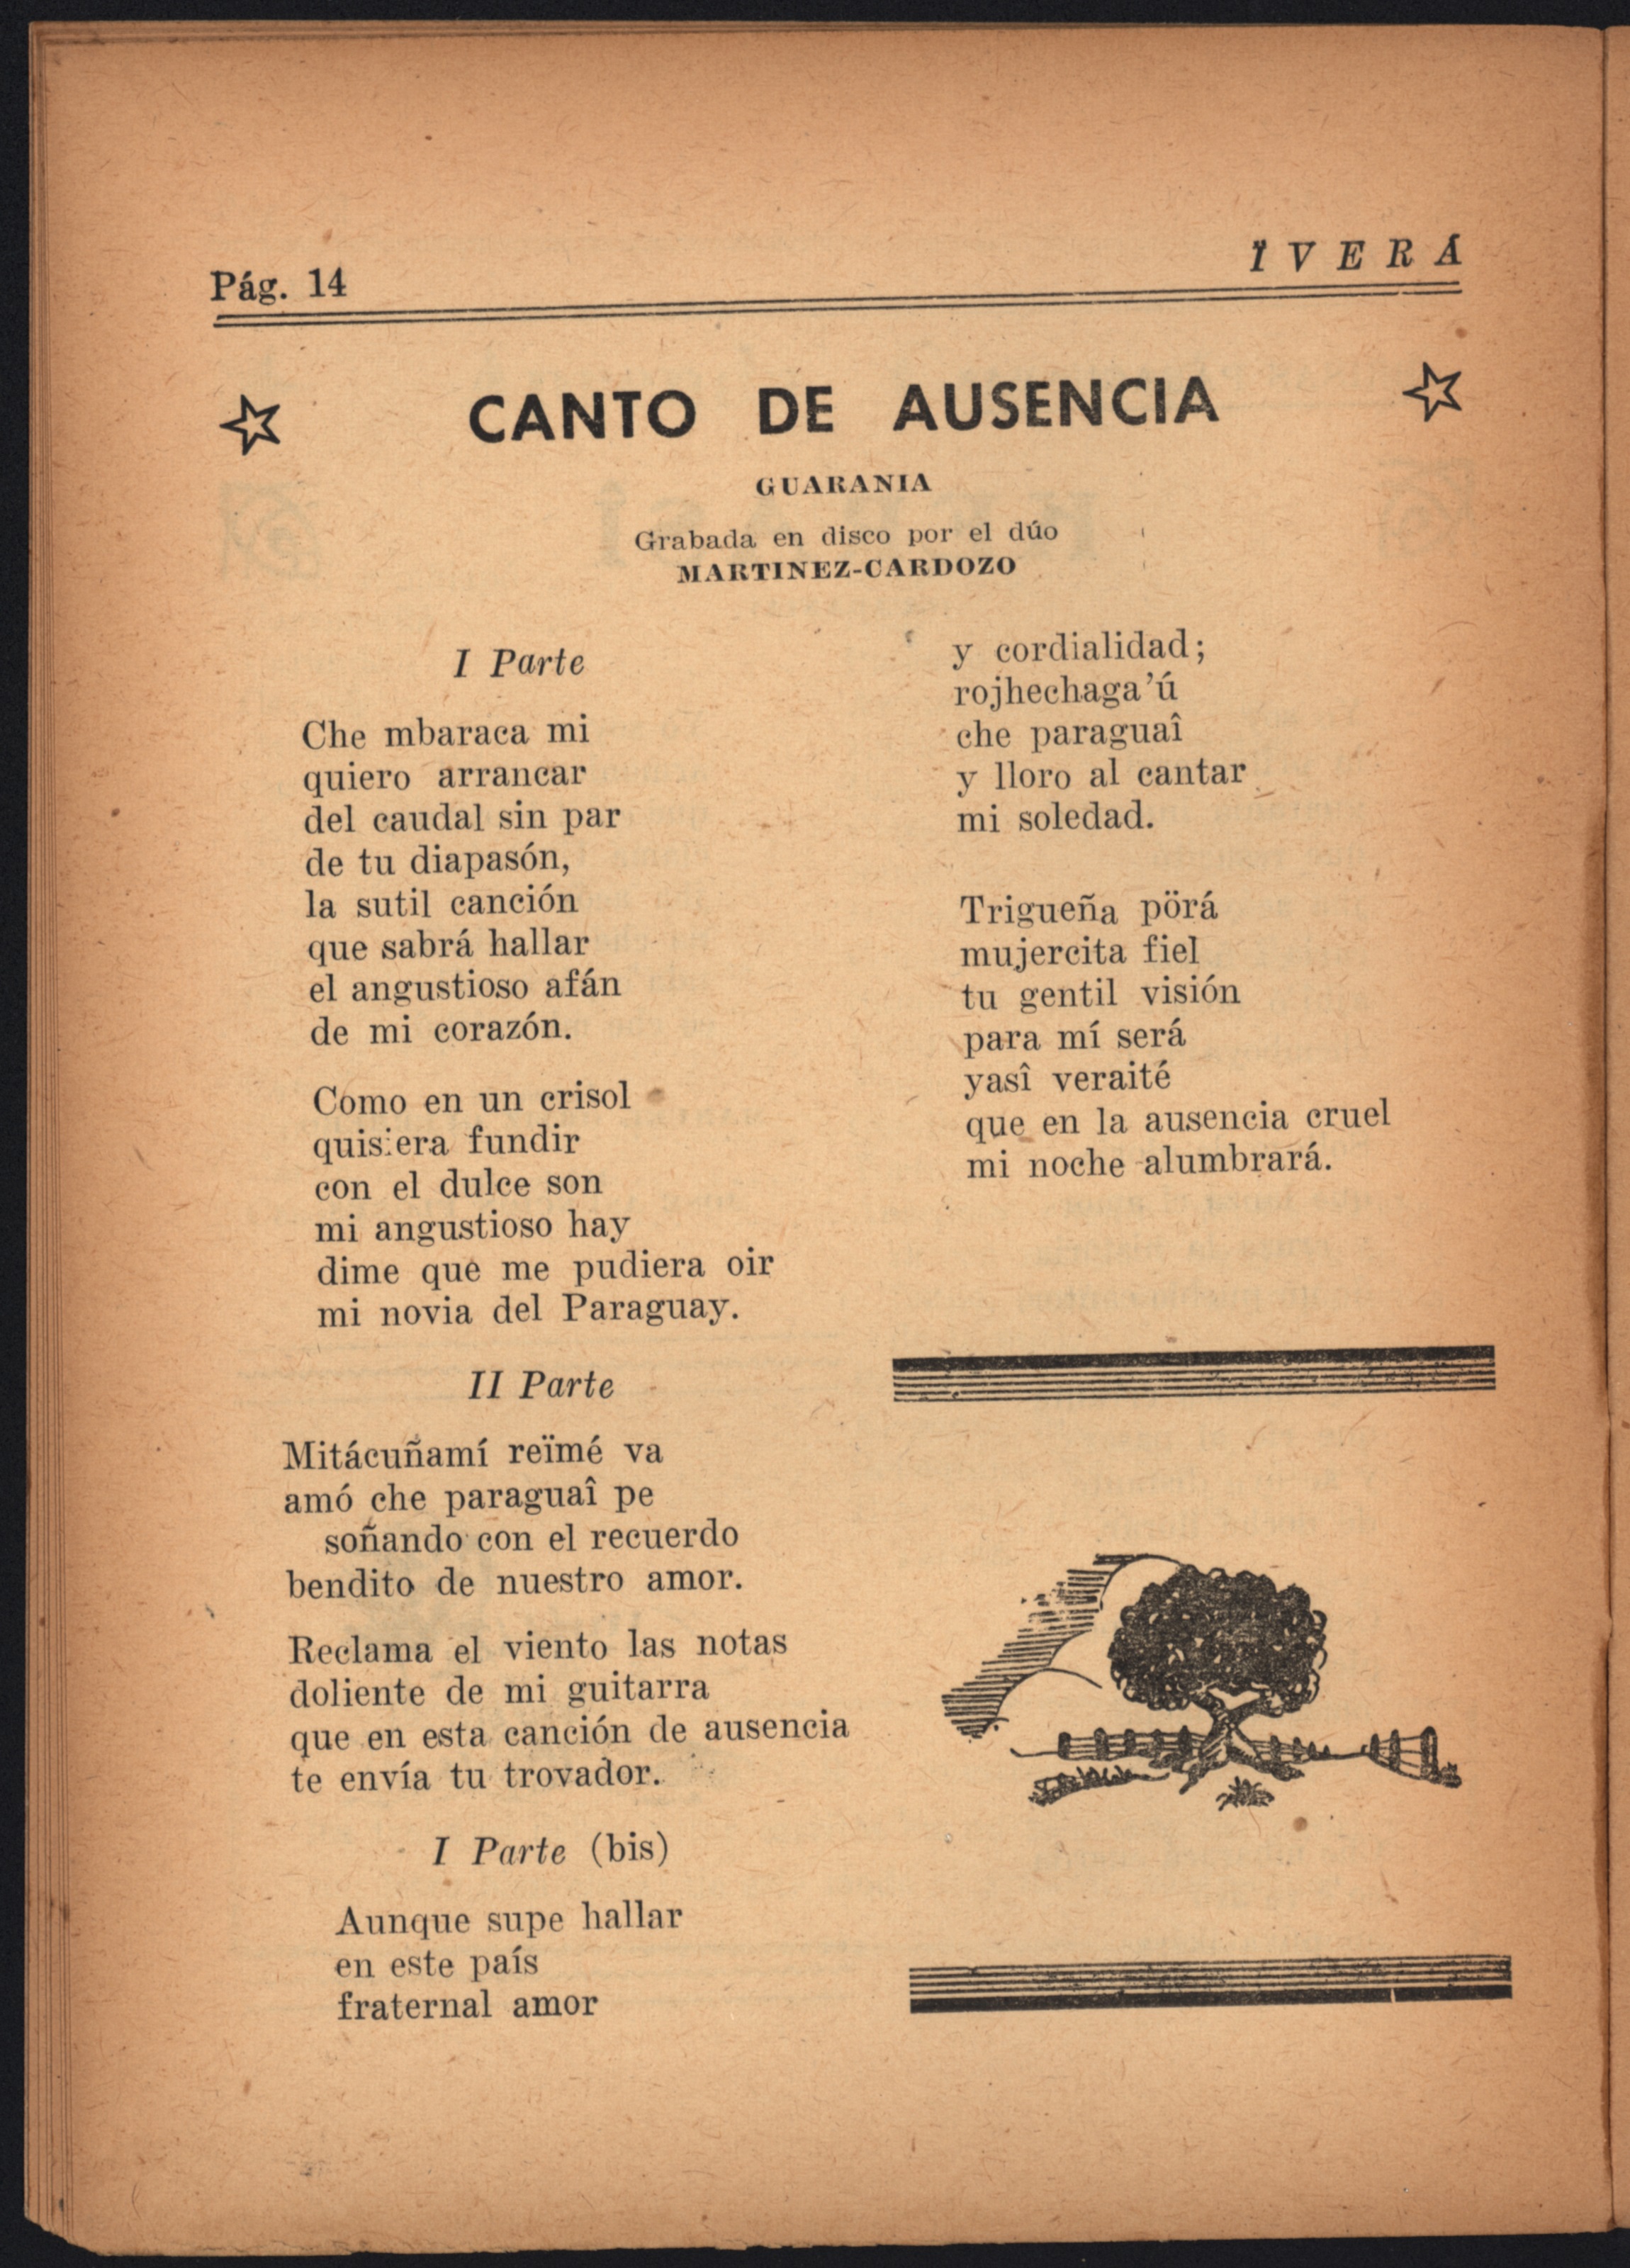 Pág. 14
Ï V E R Á
CANTO DE AUSENCIA
GUARANIA
Grabada en disco por el dúo
MARTINEZ-CARDOZO
I Parte
Che mbaraca mi
quiero arrancar
del caudal sin par
de tu diapasón,
la sutil canción
que sabrá hallar
el angustioso afán
de mi corazón.
Como en un crisol
quisiera fundir
con el dulce son
mi angustioso hay
dime que me pudiera oir
mi novia del Paraguay.
II Parte
Mitácuñamí reïmé va
amó che paraguaî pe
soñando con el recuerdo
bendito de nuestro amor.
Reclama el viento las notas
doliente de mi guitarra
que en esta canción de ausencia
te envía tu trovador.
I Parte (bis)
Aunque supe hallar
en este país
fraternal amor
y cordialidad;
rojhechaga'ú
che paraguaî
y lloro al cantar
mi soledad.
Trigueña pörá
mujercita fiel
tu gentil visión
para mí será
yasî veraité
que en la ausencia cruel
mi noche alumbrará.